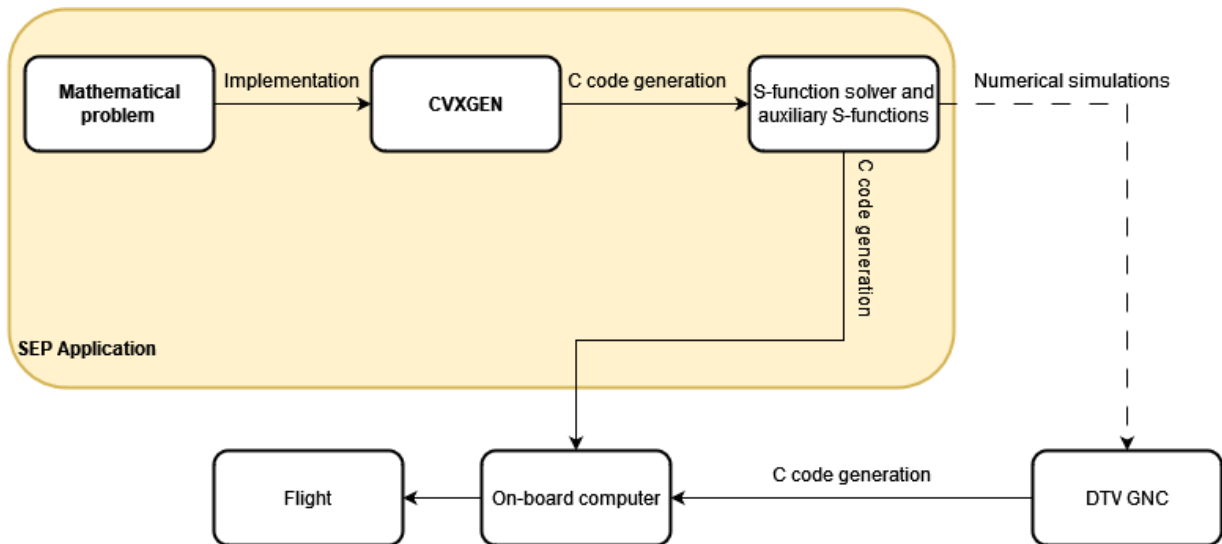 Mathematical
problem
Implementation
CVXGEN
C code generation
S-function solver and
auxiliary S-functions
Numerical simulations
C code generation
SEP Application
Flight
On-board computer
C code generation
DTV GNC